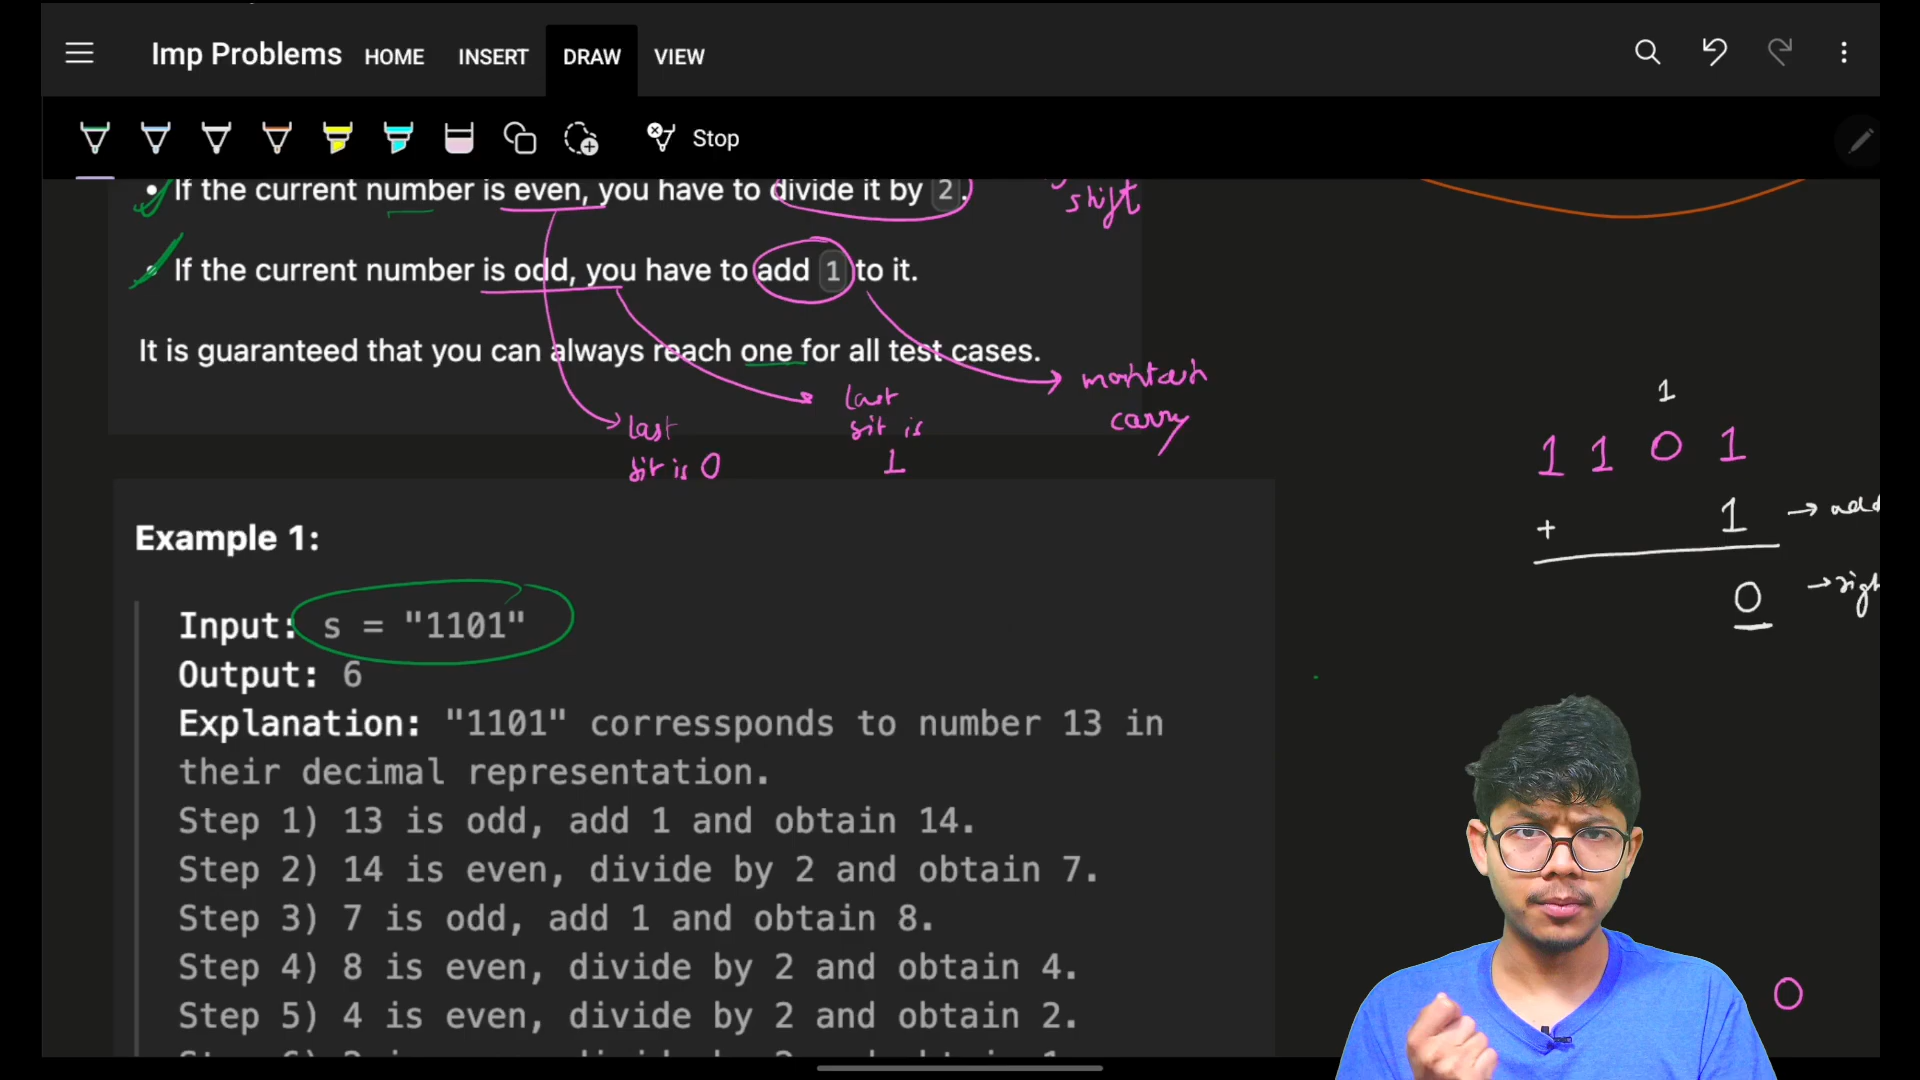 Imp Problems HOME INSERT DRAW VIEW
Stop
If the current number is even, you have to divide it by 2.
shift
If the current number is odd, you have to add 1 to it.
It is guaranteed that you can always reach one for all test cases.
last
bit is 0
last
bit is
1
maintain
carry
1
1 1 0 1
+ 1 → add
0 → righ
Example 1:
Input: s = "1101"
Output: 6
Explanation: "1101" corressponds to number 13 in
their decimal representation.
Step 1) 13 is odd, add 1 and obtain 14.
Step 2) 14 is even, divide by 2 and obtain 7.
Step 3) 7 is odd, add 1 and obtain 8.
Step 4) 8 is even, divide by 2 and obtain 4.
Step 5) 4 is even, divide by 2 and obtain 2.
0